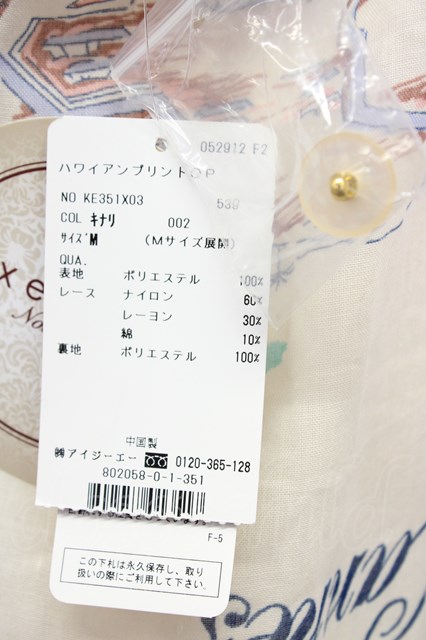 052912 F2
ハワイアンプリントOP
NO KE351X03 539
COL キナリ 002
サイズ M (Mサイズ展開)
QUA.
表地 ポリエステル 100%
レース ナイロン 60%
レーヨン 30%
綿 10%
裏地 ポリエステル 100%
中国製
㈱アイジーエー 0120-365-128
802058-0-1-351
F-5
この下札は永久保存し、取り
扱いの際にご利用して下さい。